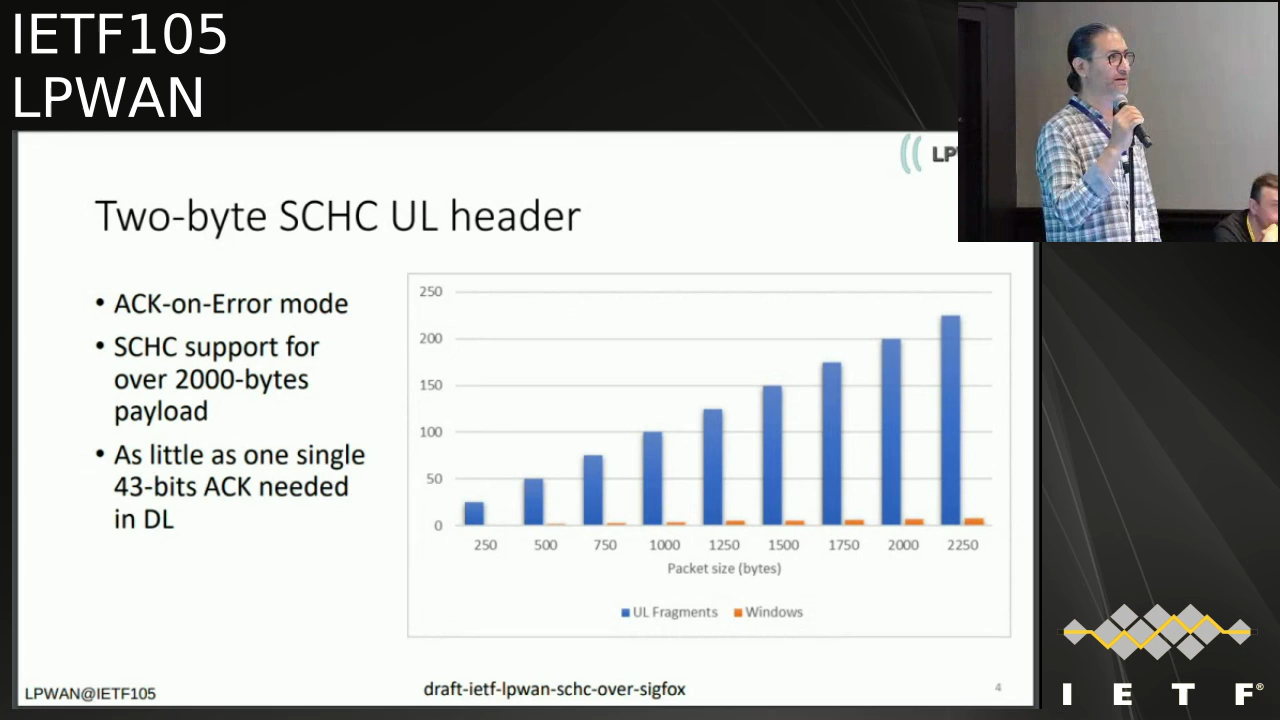 IETF105
LPWAN
LP
Two-byte SCHC UL header
• ACK-on-Error mode
• SCHC support for
over 2000-bytes
payload
• As little as one single
43-bits ACK needed
in DL
250
200
150
100
50
0
250 500 750 1000 1250 1500 1750 2000 2250
Packet size (bytes)
UL Fragments Windows
LPWAN@IETF105
draft-ietf-lpwan-schc-over-sigfox
4
I E T F®